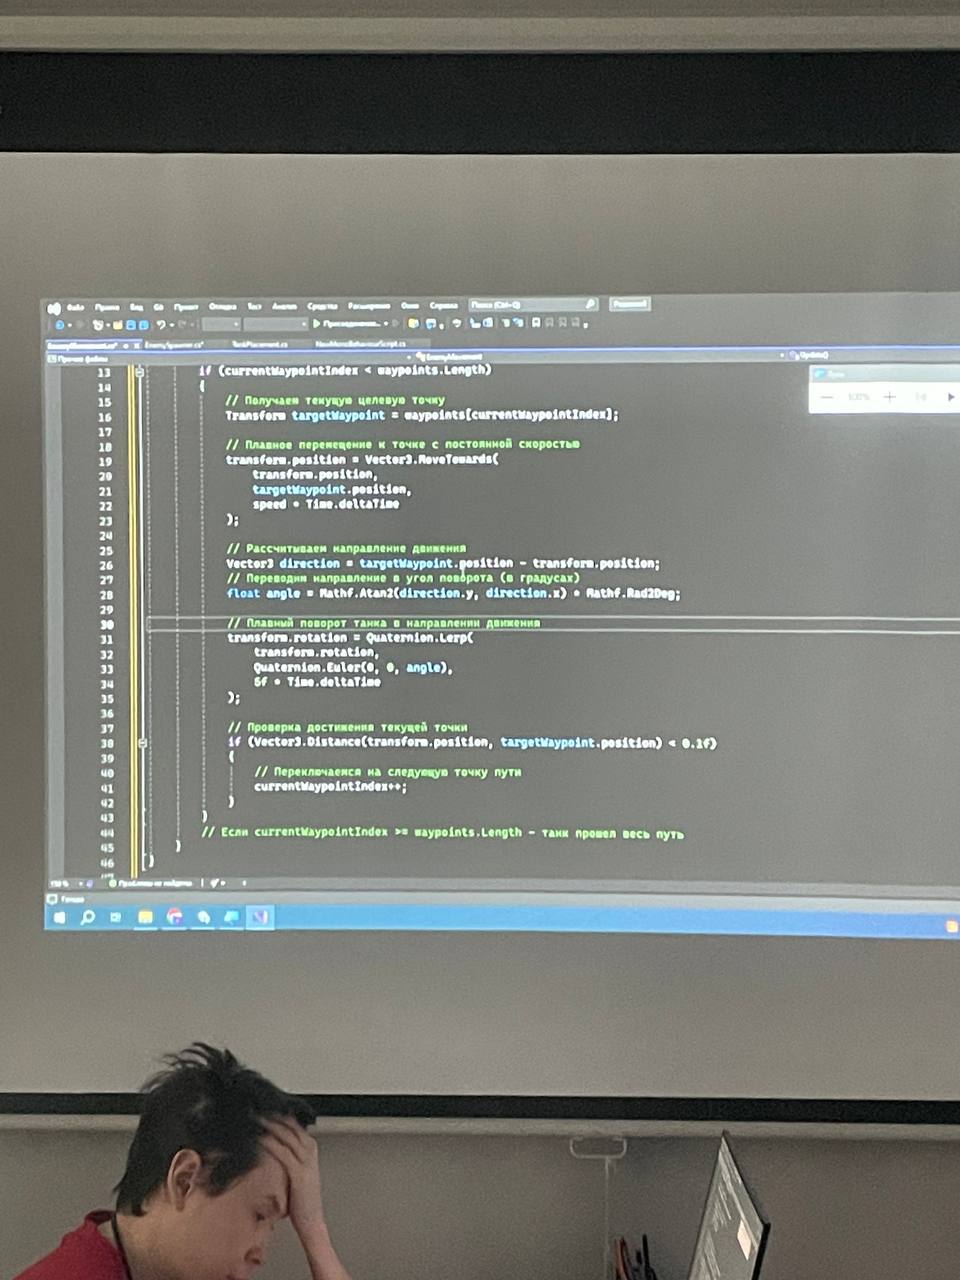 Файл Правка Вид Git Проект Отладка Тест Анализ Средства Расширения Окно Справка Поиск (Ctrl+Q)
Присоединение...
EnemyMovement.cs* EnemySpawner.cs* NewMonoBehaviourScript.cs
Прочие файлы EnemyMovement Update()
13 if (currentWaypointIndex < waypoints.Length)
14 {
15 // Получаем текущую целевую точку
16 Transform targetWaypoint = waypoints[currentWaypointIndex];
17
18 // Плавное перемещение к точке с постоянной скоростью
19 transform.position = Vector3.MoveTowards(
20 transform.position,
21 targetWaypoint.position,
22 speed * Time.deltaTime
23 );
24
25 // Рассчитываем направление движения
26 Vector3 direction = targetWaypoint.position - transform.position;
27 // Переводим направление в угол поворота (в градусах)
28 float angle = Mathf.Atan2(direction.y, direction.x) * Mathf.Rad2Deg;
29
30 // Плавный поворот танка в направлении движения
31 transform.rotation = Quaternion.Lerp(
32 transform.rotation,
33 Quaternion.Euler(0, 0, angle),
34 5f * Time.deltaTime
35 );
36
37 // Проверка достижения текущей точки
38 if (Vector3.Distance(transform.position, targetWaypoint.position) < 0.1f)
39 {
40 // Переключаемся на следующую точку пути
41 currentWaypointIndex++;
42 }
43 }
44 // Если currentWaypointIndex >= waypoints.Length - танк прошел весь путь
45 }
46 }
100%
Проблемы не найдены
Готово